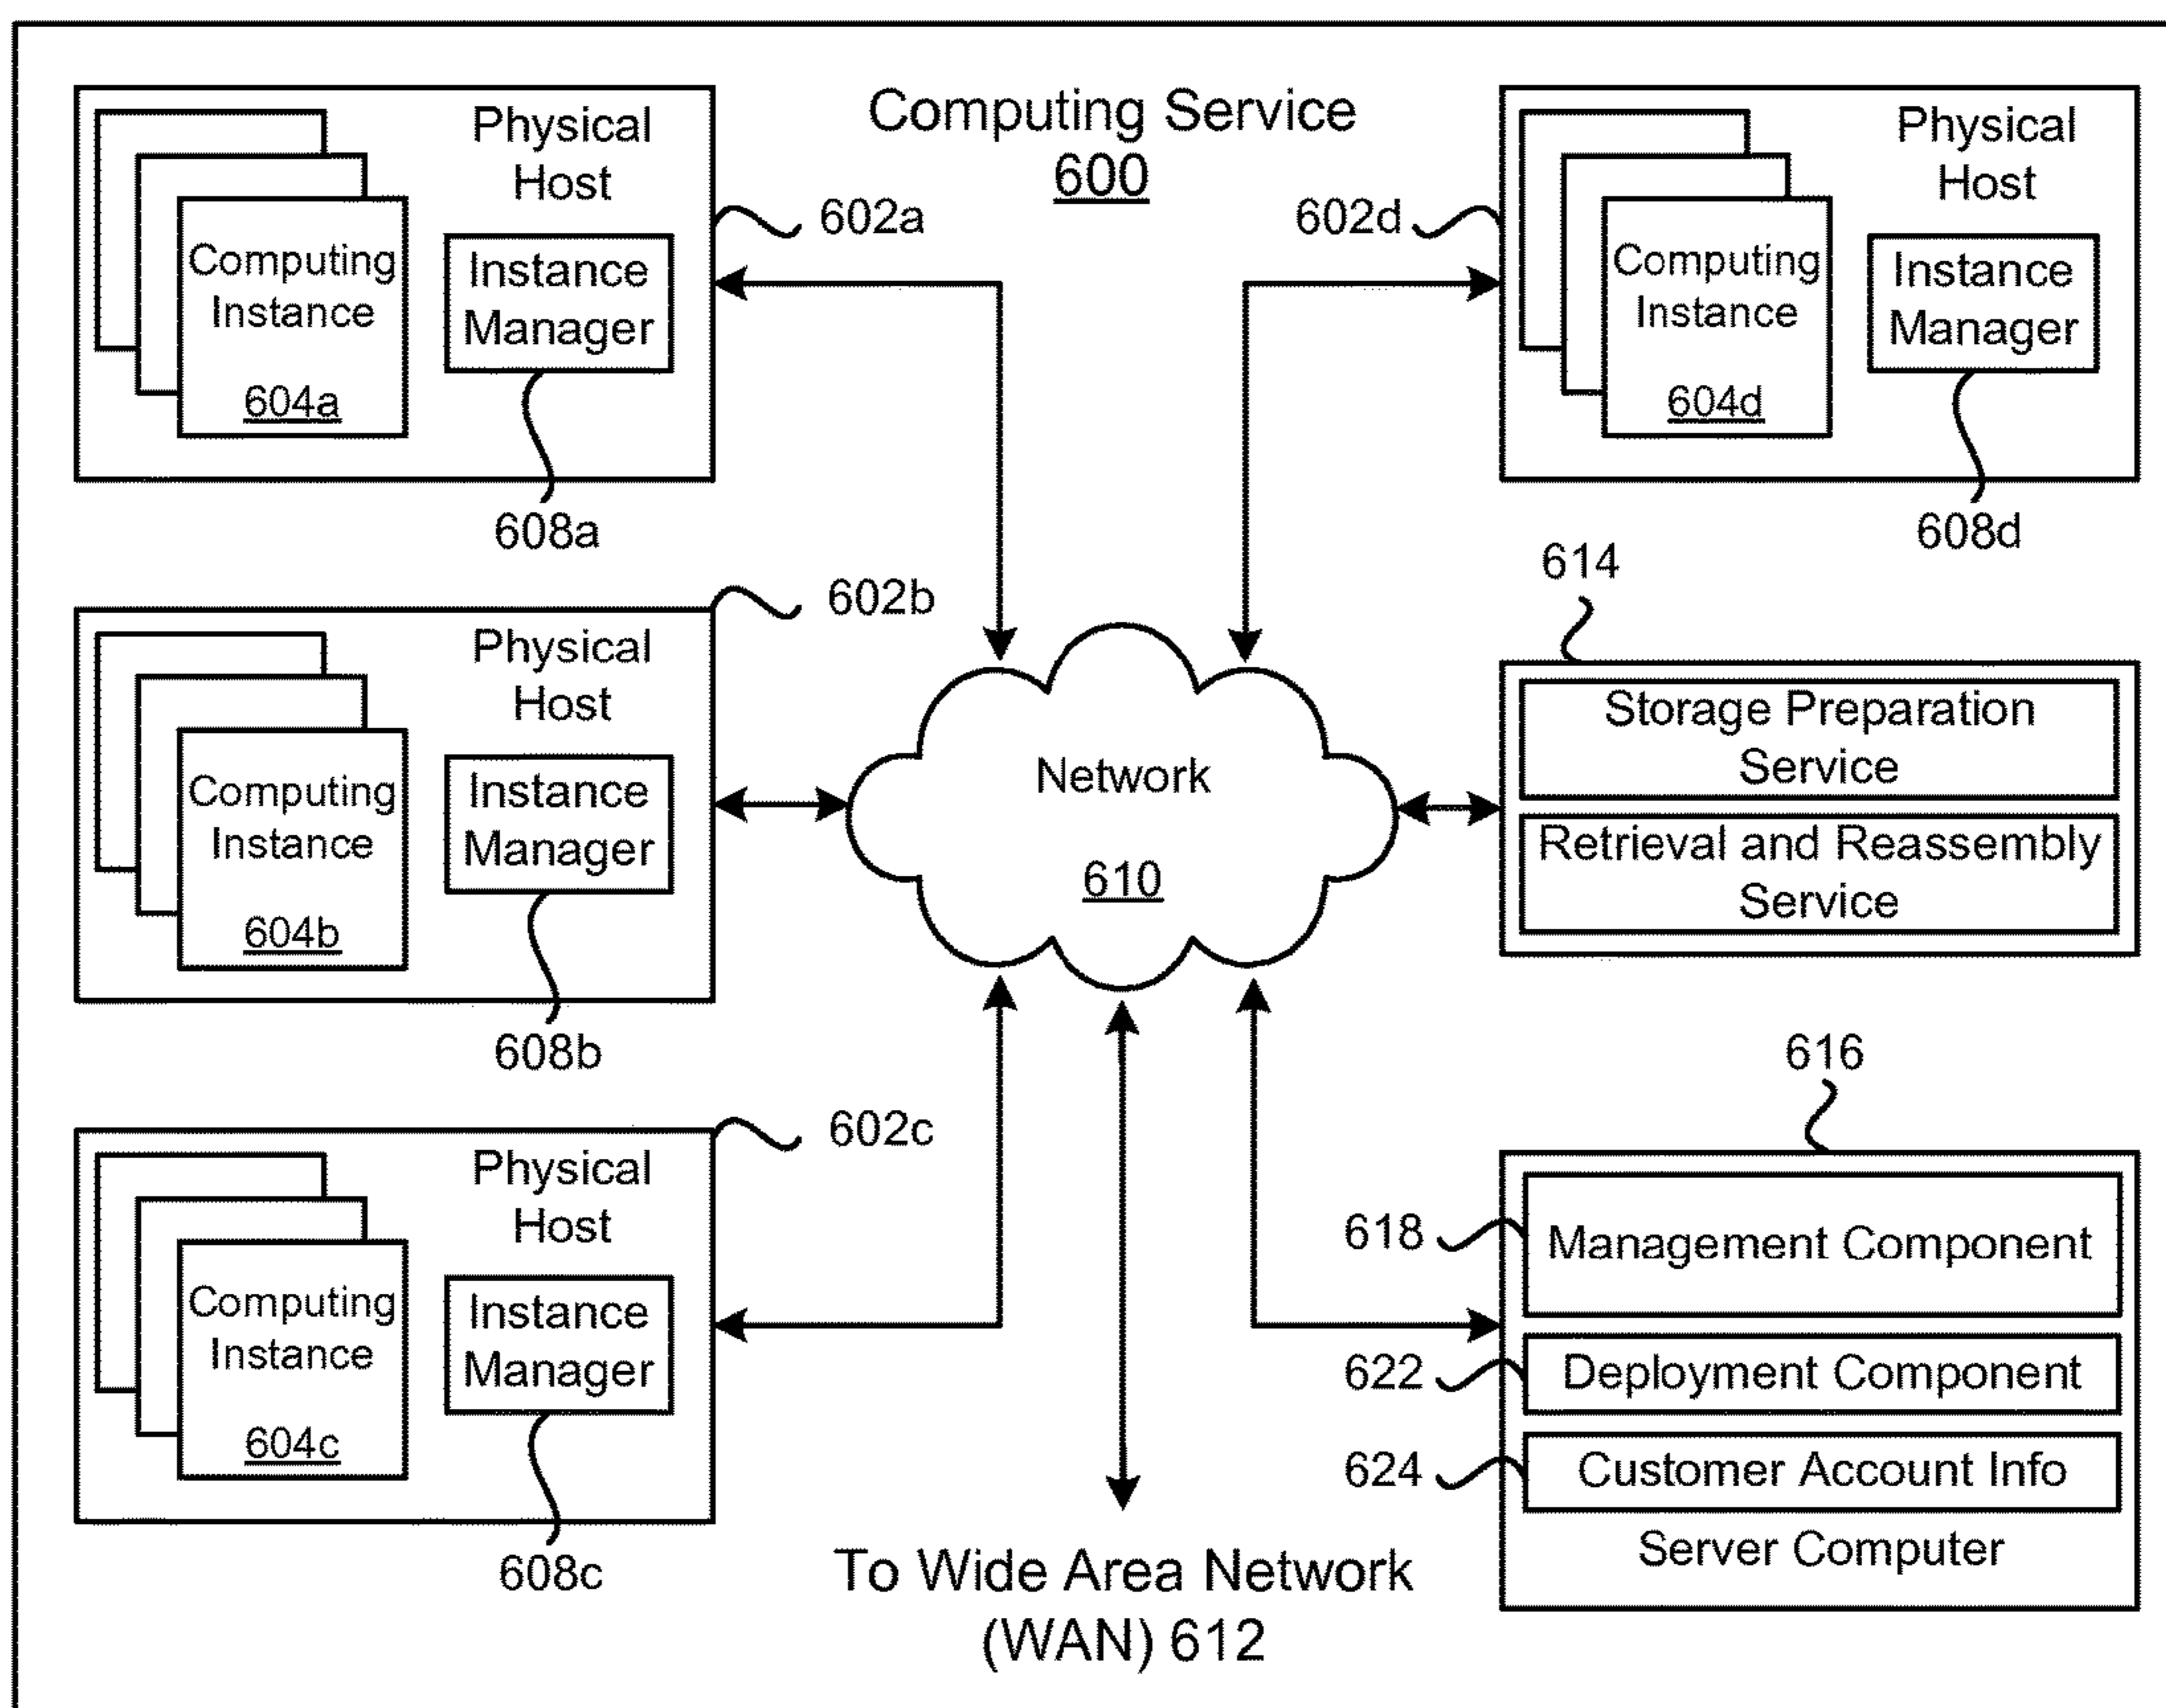 Computing Service
600
Physical
Host
602a
Computing
Instance
604a
Instance
Manager
608a
602d
Physical
Host
Computing
Instance
604d
Instance
Manager
608d
602b
Physical
Host
Computing
Instance
604b
Instance
Manager
608b
Network
610
614
Storage Preparation
Service
Retrieval and Reassembly
Service
602c
Physical
Host
Computing
Instance
604c
Instance
Manager
608c
616
618
Management Component
622
Deployment Component
624
Customer Account Info
Server Computer
To Wide Area Network
(WAN) 612